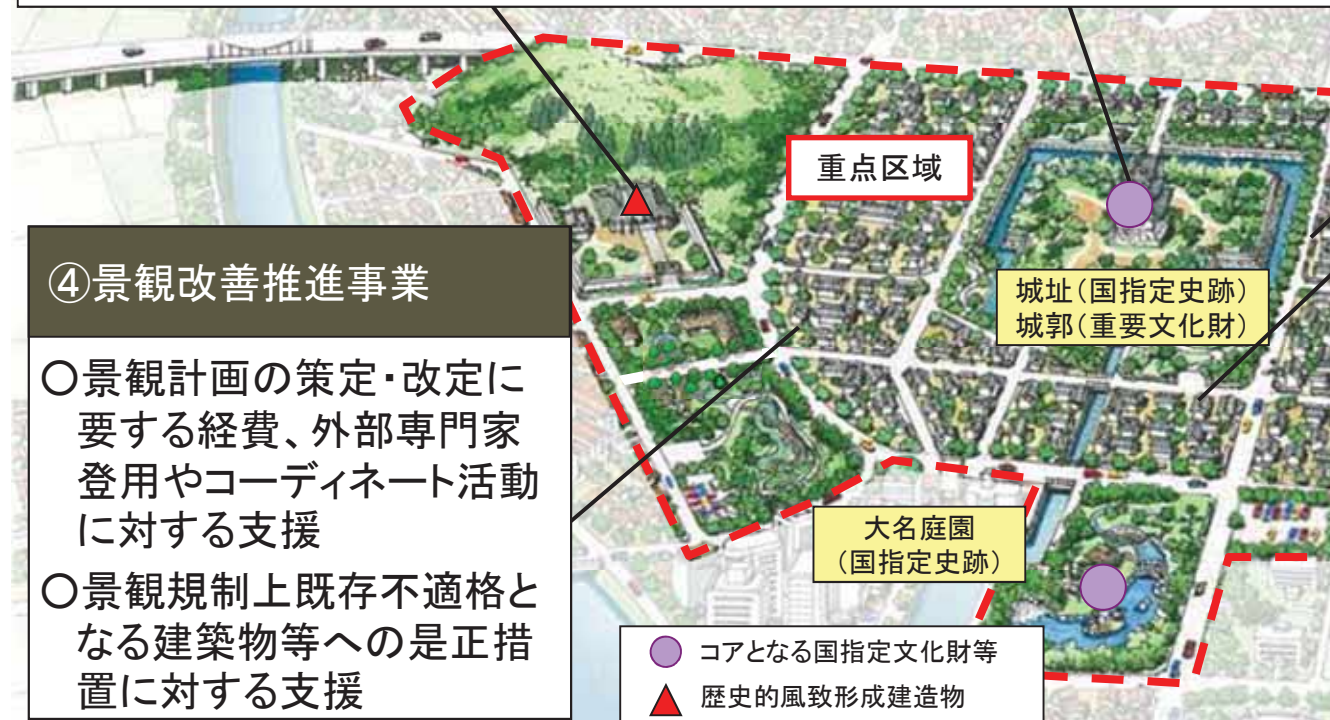 重点区域
④景観改善推進事業
〇景観計画の策定・改定に
要する経費、外部専門家
登用やコーディネート活動
に対する支援
〇景観規制上既存不適格と
なる建築物等への是正措
置に対する支援
城址(国指定史跡)
城郭(重要文化財)
大名庭園
(国指定史跡)
コアとなる国指定文化財等
歴史的風致形成建造物